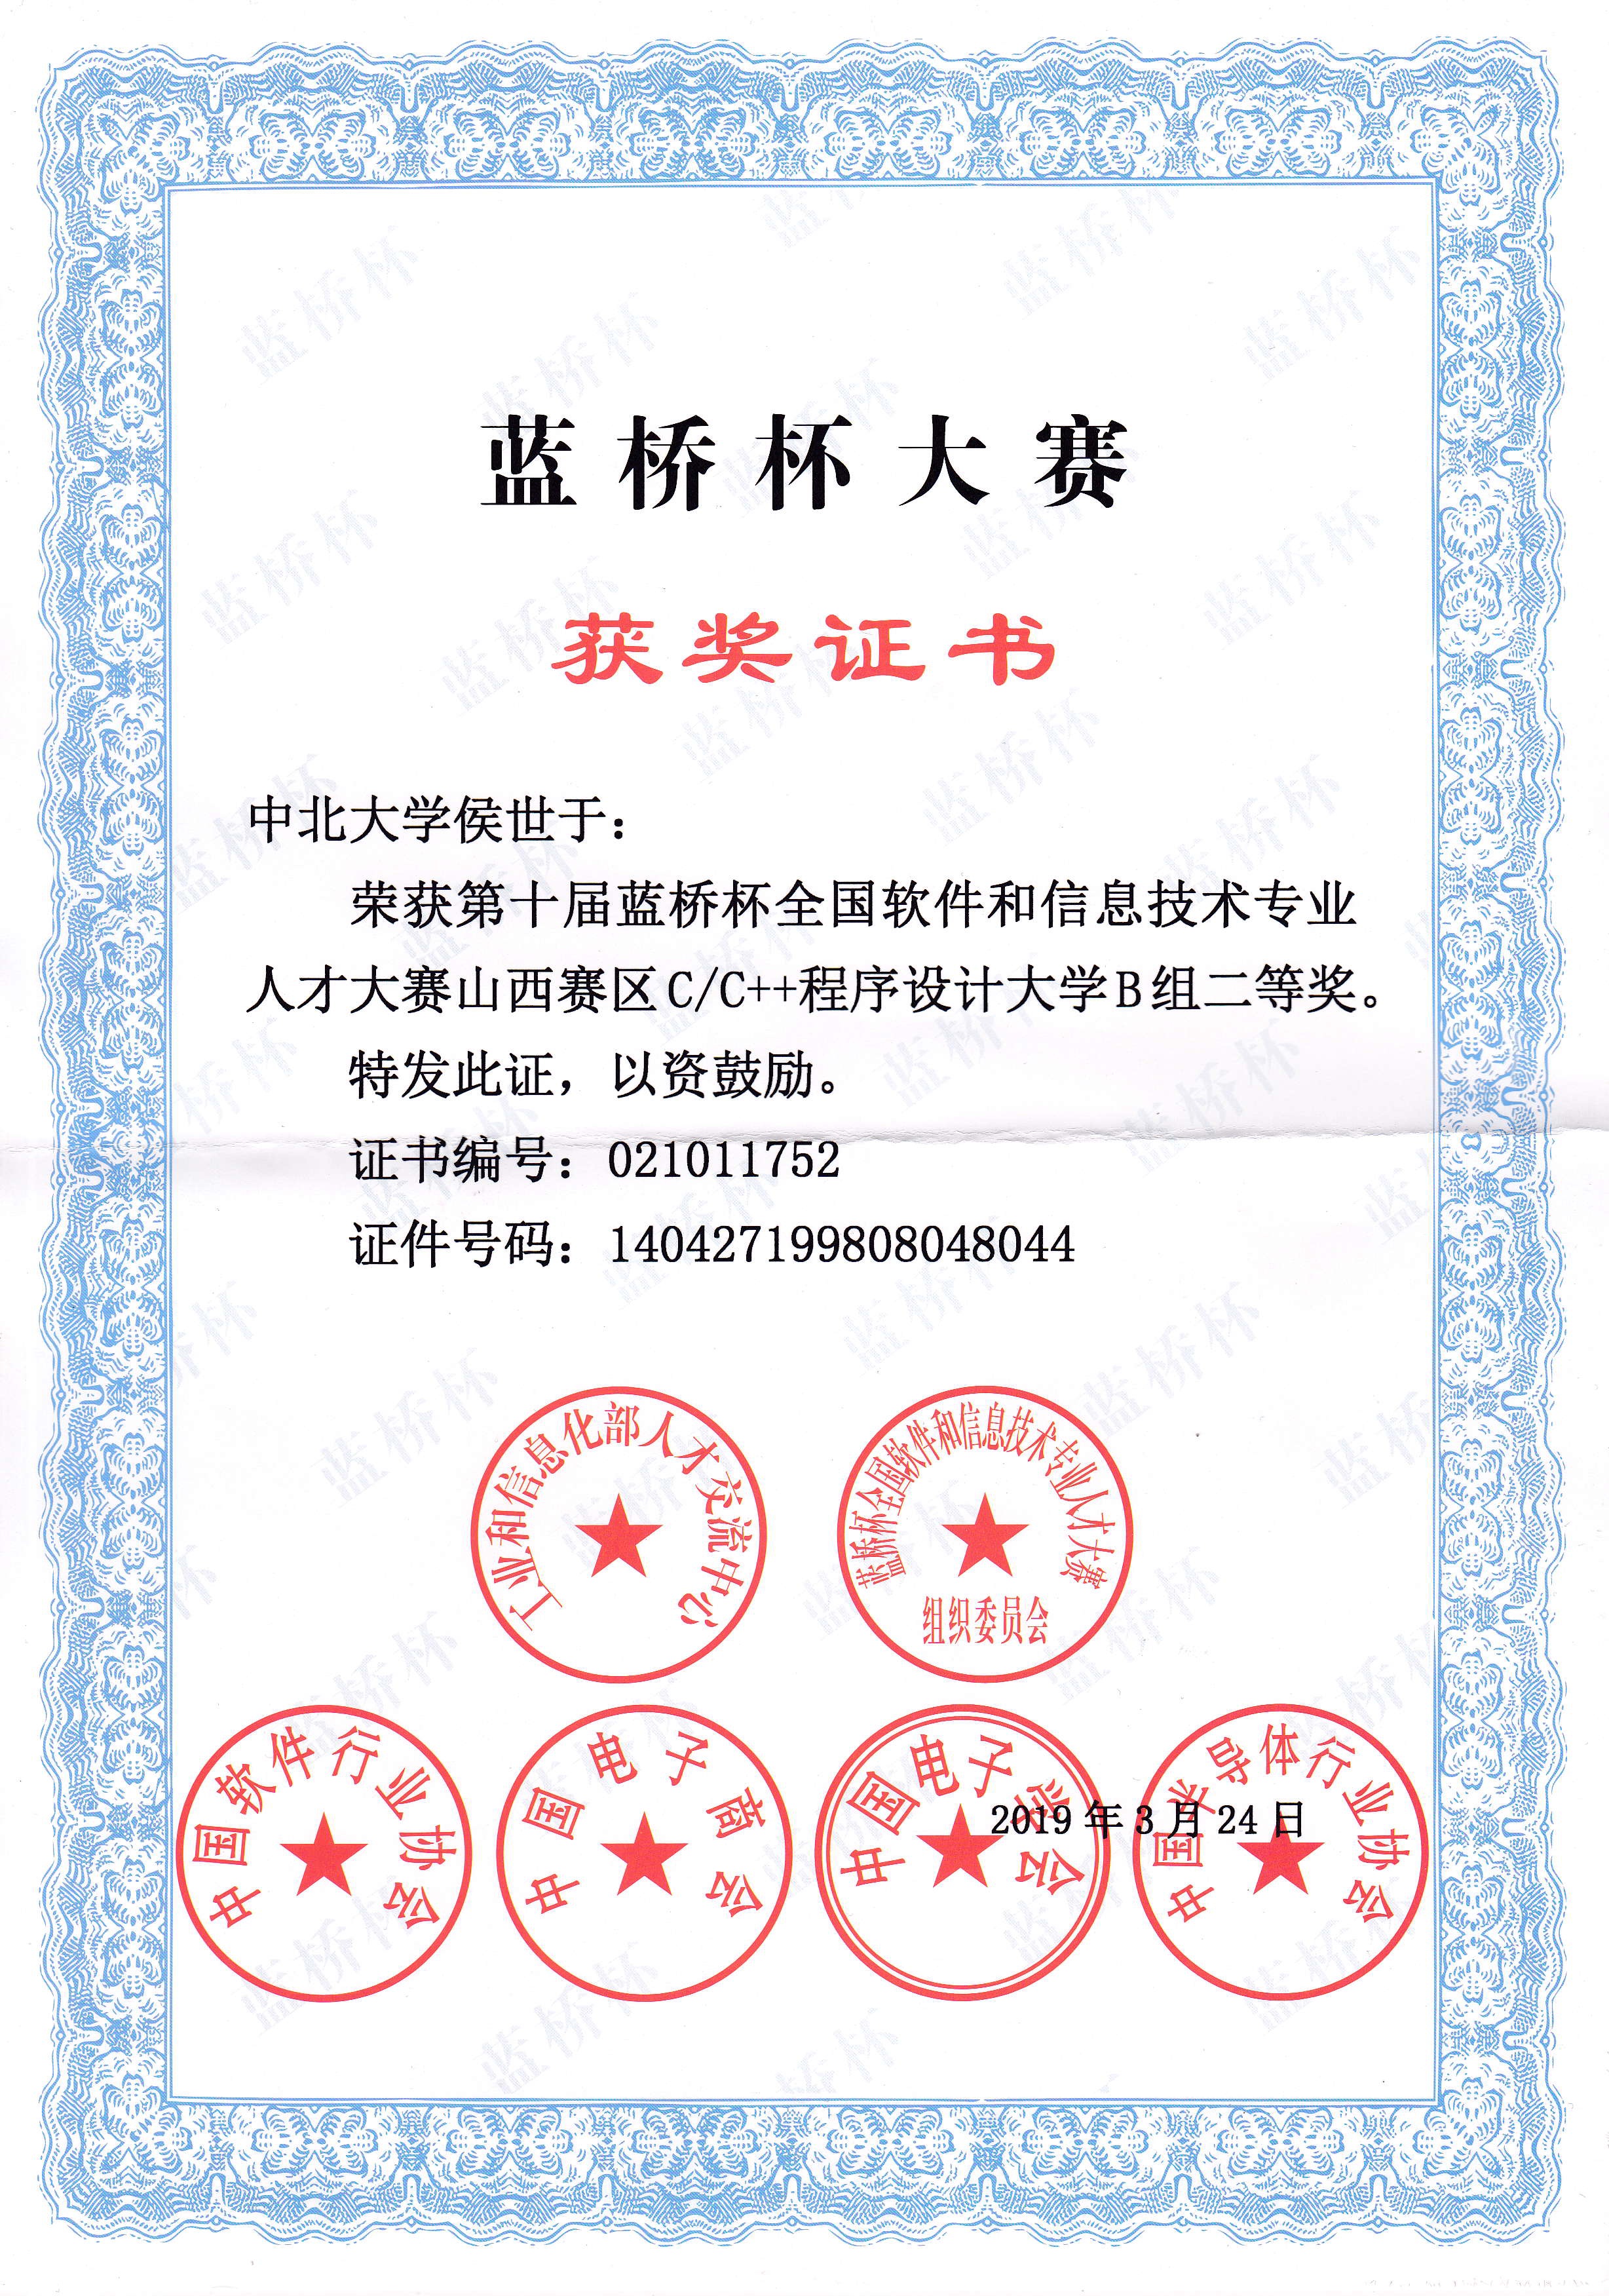 蓝桥杯大赛
获奖证书
中北大学侯世于：
荣获第十届蓝桥杯全国软件和信息技术专业
人才大赛山西赛区C/C++程序设计大学B组二等奖。
特发此证，以资鼓励。
证书编号：021011752
证件号码：140427199808048044
工业和信息化部人才交流中心
蓝桥杯全国软件和信息技术专业人才大赛
组织委员会
中国软件行业协会
中国电子商会
中国电子学会
中国半导体行业协会
2019年3月24日